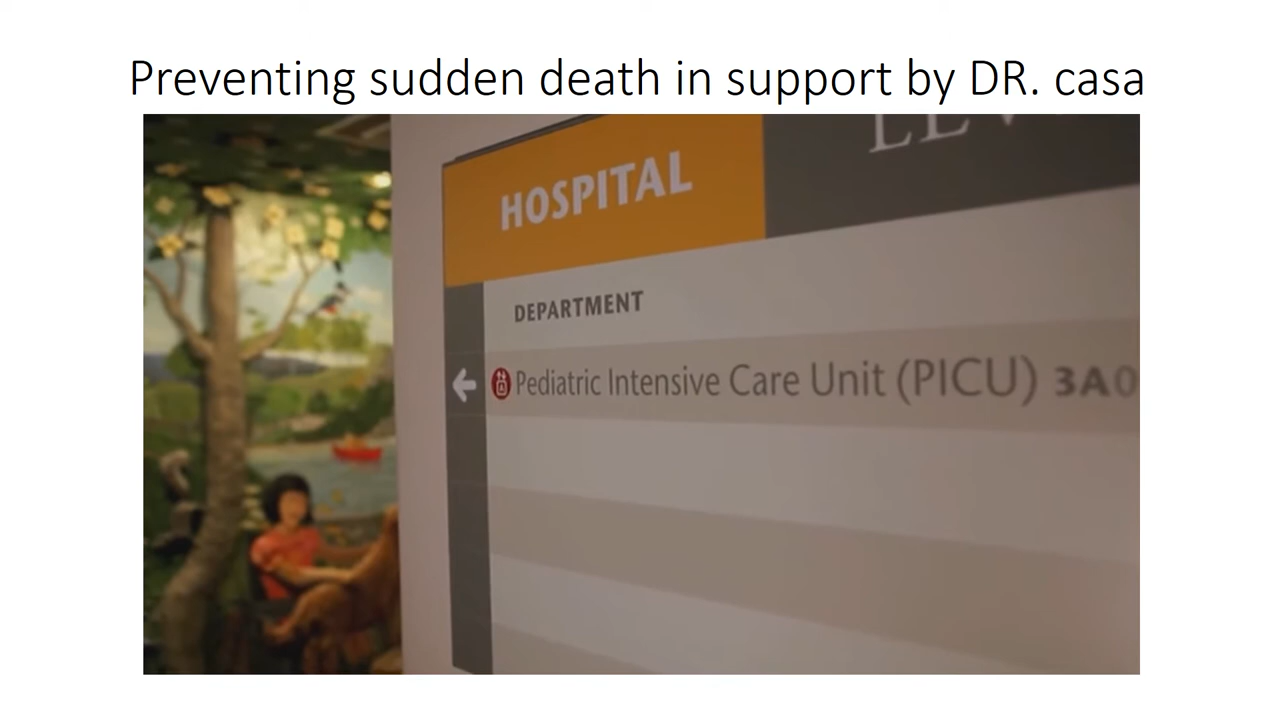 Preventing sudden death in support by DR. casa
HOSPITAL
DEPARTMENT
Pediatric Intensive Care Unit (PICU) 3A0